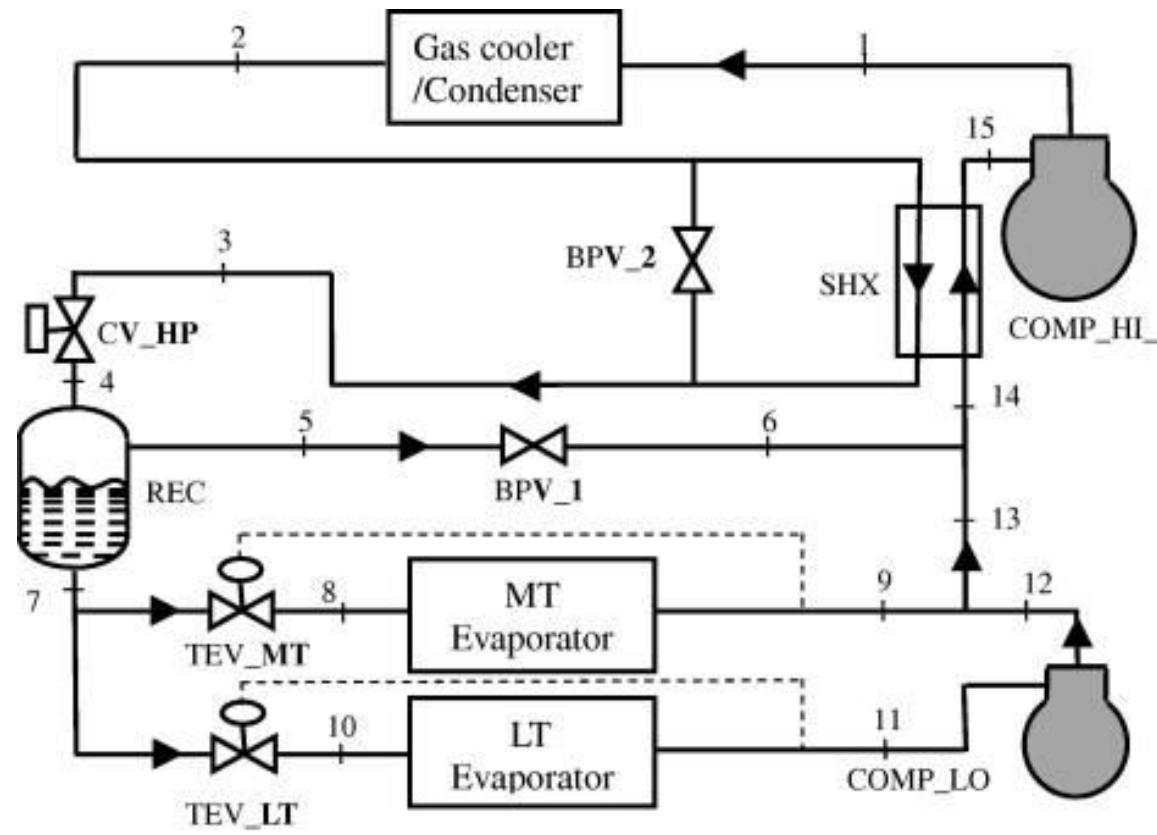 2
Gas cooler
/Condenser
1
15
3
BPV_2
SHX
CV_HP
COMP_HI_
4
14
5
6
REC
BPV_1
13
7
8
MT
Evaporator
9
12
TEV_MT
10
LT
Evaporator
11
COMP_LO
TEV_LT